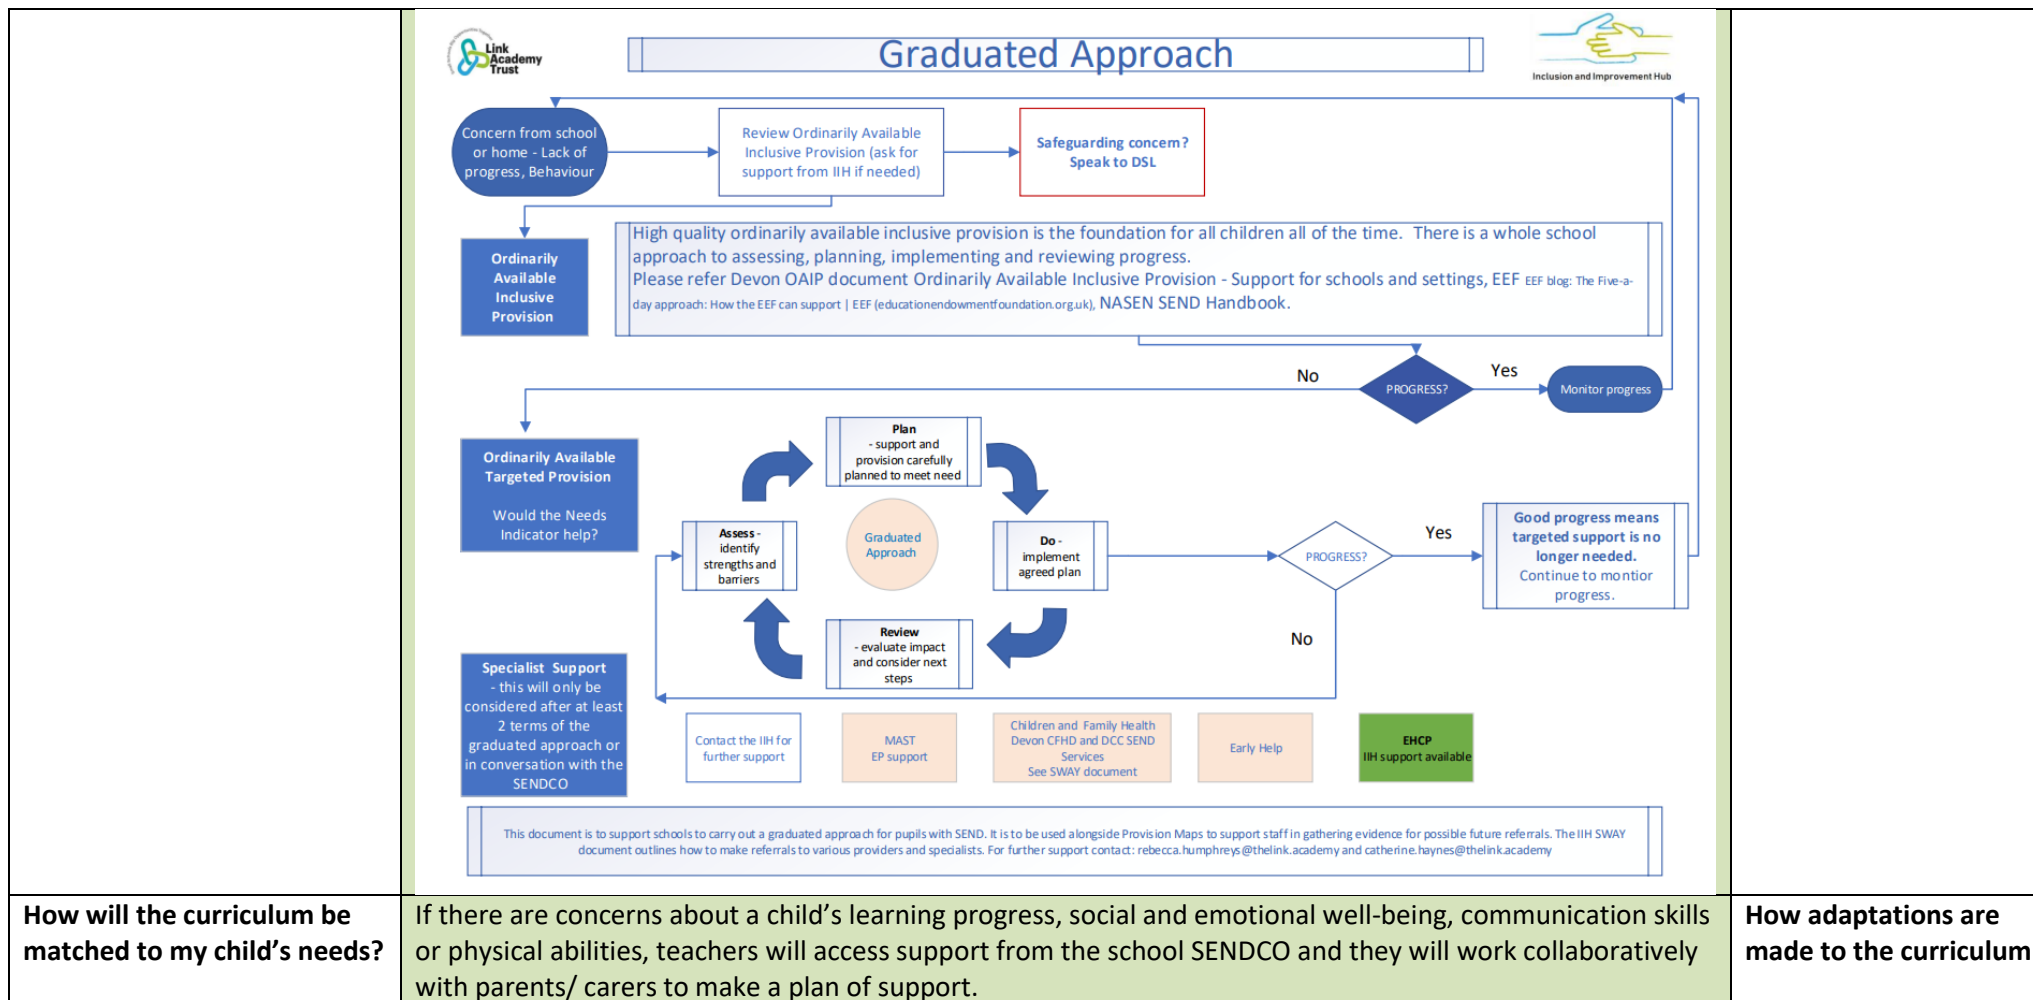 Link
Academy
Trust
Graduated Approach
Inclusion and Improvement Hub
Concern from school
or home - Lack of
progress, Behaviour
Review Ordinarily Available
Inclusive Provision (ask for
support from IIH if needed)
Safeguarding concern?
Speak to DSL
Ordinarily
Available
Inclusive
Provision
High quality ordinarily available inclusive provision is the foundation for all children all of the time. There is a whole school
approach to assessing, planning, implementing and reviewing progress.
Please refer Devon OAIP document Ordinarily Available Inclusive Provision - Support for schools and settings, EEF EEF blog: The Five-a-
day approach: How the EEF can support | EEF (educationendowmentfoundation.org.uk), NASEN SEND Handbook.
No
PROGRESS?
Yes
Monitor progress
Ordinarily Available
Targeted Provision
Would the Needs
Indicator help?
Plan
- support and
provision carefully
planned to meet need
Assess -
identify
strengths and
barriers
Graduated
Approach
Do -
implement
agreed plan
Review
- evaluate impact
and consider next
steps
PROGRESS?
Yes
Good progress means
targeted support is no
longer needed.
Continue to montior
progress.
No
Specialist Support
- this will only be
considered after at least
2 terms of the
graduated approach or
in conversation with the
SENDCO
Contact the IIH for
further support
MAST
EP support
Children and Family Health
Devon CFHD and DCC SEND
Services
See SWAY document
Early Help
EHCP
IIH support available
This document is to support schools to carry out a graduated approach for pupils with SEND. It is to be used alongside Provision Maps to support staff in gathering evidence for possible future referrals. The IIH SWAY
document outlines how to make referrals to various providers and specialists. For further support contact: rebecca.humphreys@thelink.academy and catherine.haynes@thelink.academy
How will the curriculum be
matched to my child's needs?
If there are concerns about a child's learning progress, social and emotional well-being, communication skills
or physical abilities, teachers will access support from the school SENDCO and they will work collaboratively
with parents/ carers to make a plan of support.
How adaptations are
made to the curriculum